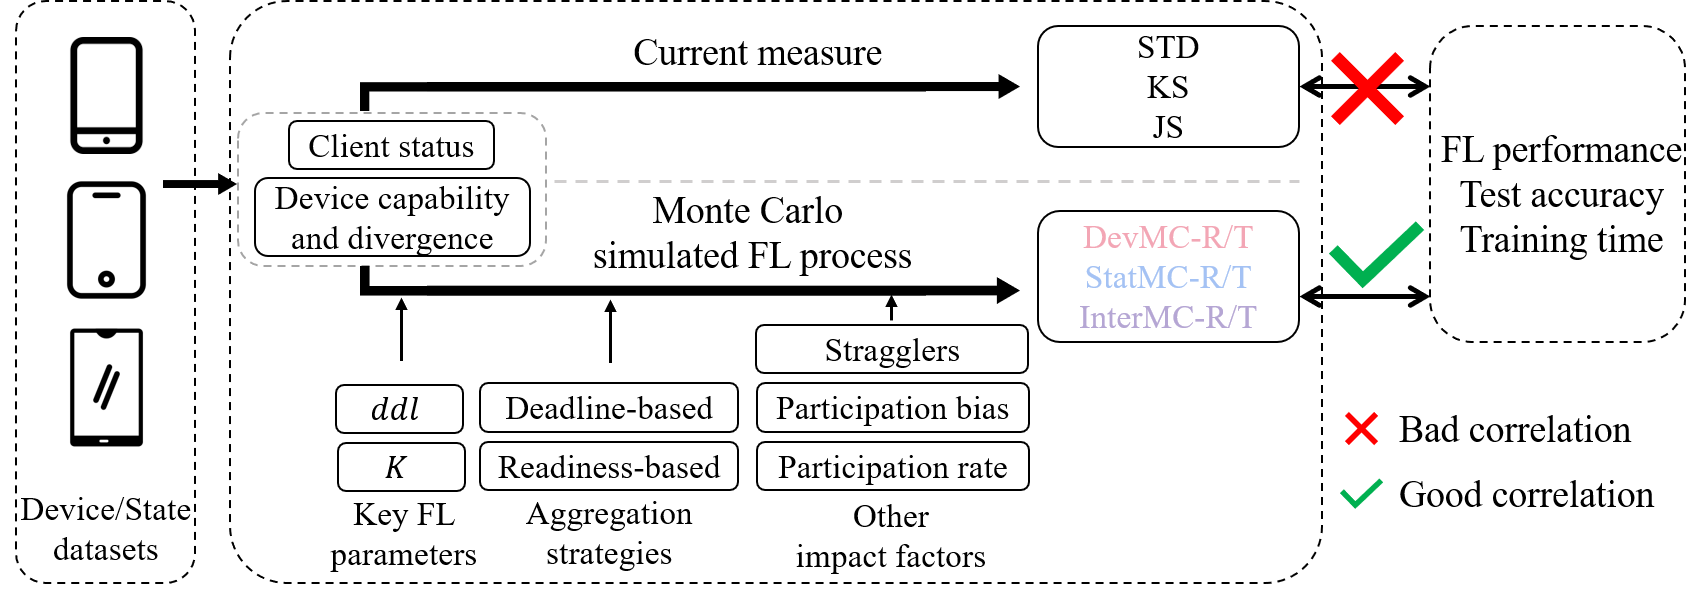 Device/State
datasets
Current measure
Client status
Device capability
and divergence
Monte Carlo
simulated FL process
STD
KS
JS
DevMC-R/T
StatMC-R/T
InterMC-R/T
ddl
K
Key FL
parameters
Deadline-based
Readiness-based
Aggregation
strategies
Stragglers
Participation bias
Participation rate
Other
impact factors
FL performance
Test accuracy
Training time
Bad correlation
Good correlation